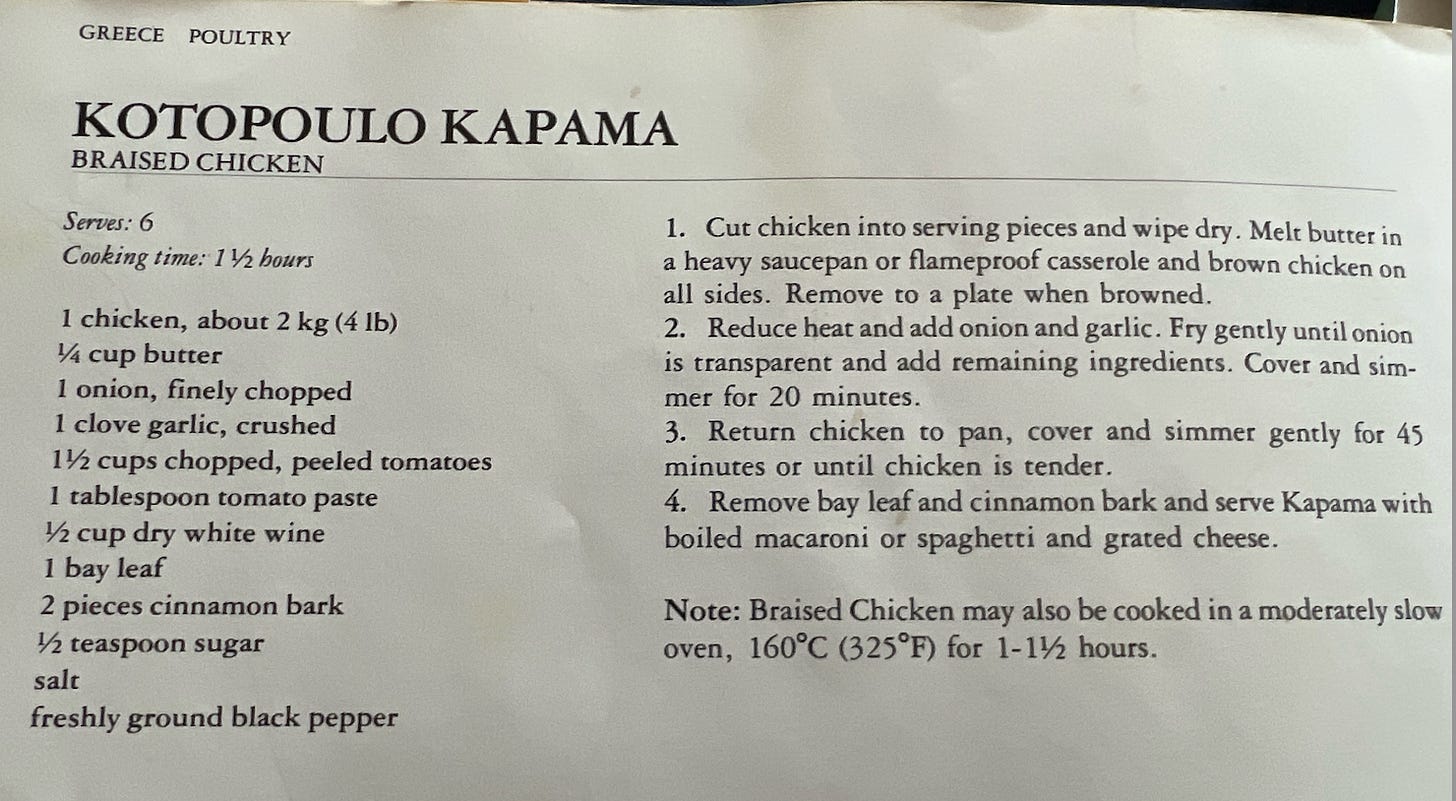 GREECE POULTRY
KOTOPOULO KAPAMA
BRAISED CHICKEN
Serves: 6
Cooking time: 1 ½ hours
1 chicken, about 2 kg (4 lb)
¼ cup butter
1 onion, finely chopped
1 clove garlic, crushed
1½ cups chopped, peeled tomatoes
1 tablespoon tomato paste
½ cup dry white wine
1 bay leaf
2 pieces cinnamon bark
½ teaspoon sugar
salt
freshly ground black pepper
1. Cut chicken into serving pieces and wipe dry. Melt butter in
a heavy saucepan or flameproof casserole and brown chicken on
all sides. Remove to a plate when browned.
2. Reduce heat and add onion and garlic. Fry gently until onion
is transparent and add remaining ingredients. Cover and sim-
mer for 20 minutes.
3. Return chicken to pan, cover and simmer gently for 45
minutes or until chicken is tender.
4. Remove bay leaf and cinnamon bark and serve Kapama with
boiled macaroni or spaghetti and grated cheese.
Note: Braised Chicken may also be cooked in a moderately slow
oven, 160°C (325°F) for 1-1½ hours.